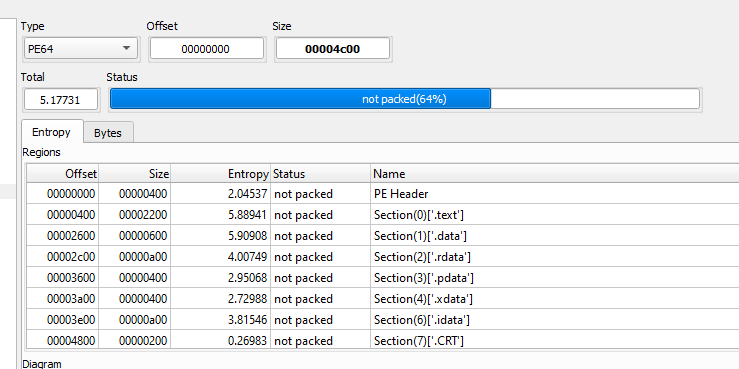 Type Offset Size
PE64 00000000 00004c00
Total Status
5.17731 not packed(64%)
Entropy Bytes
Regions
Offset Size Entropy Status Name
00000000 00000400 2.04537 not packed PE Header
00000400 00002200 5.88941 not packed Section(0)['.text']
00002600 00000600 5.90908 not packed Section(1)['.data']
00002c00 00000a00 4.00749 not packed Section(2)['.rdata']
00003600 00000400 2.95068 not packed Section(3)['.pdata']
00003a00 00000400 2.72988 not packed Section(4)['.xdata']
00003e00 00000a00 3.81546 not packed Section(6)['.idata']
00004800 00000200 0.26983 not packed Section(7)['.CRT']
Diagram